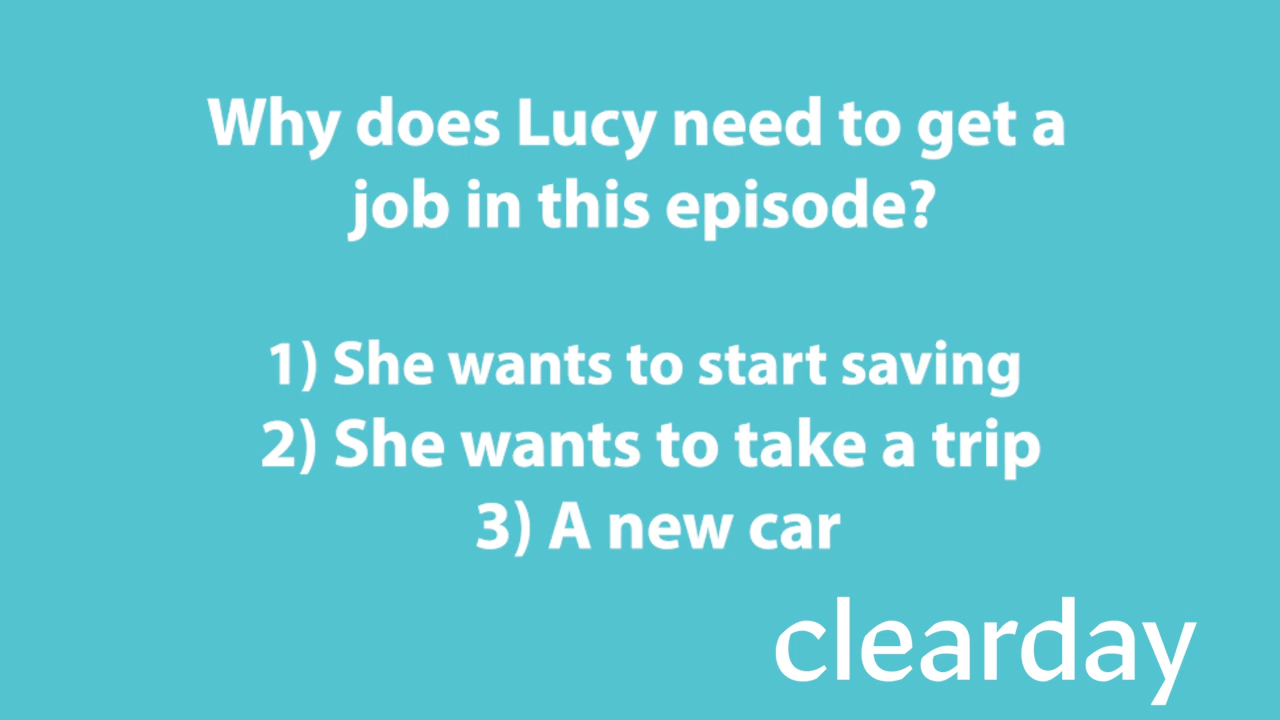 Why does Lucy need to get a
job in this episode?
1) She wants to start saving
2) She wants to take a trip
3) A new car
clearday